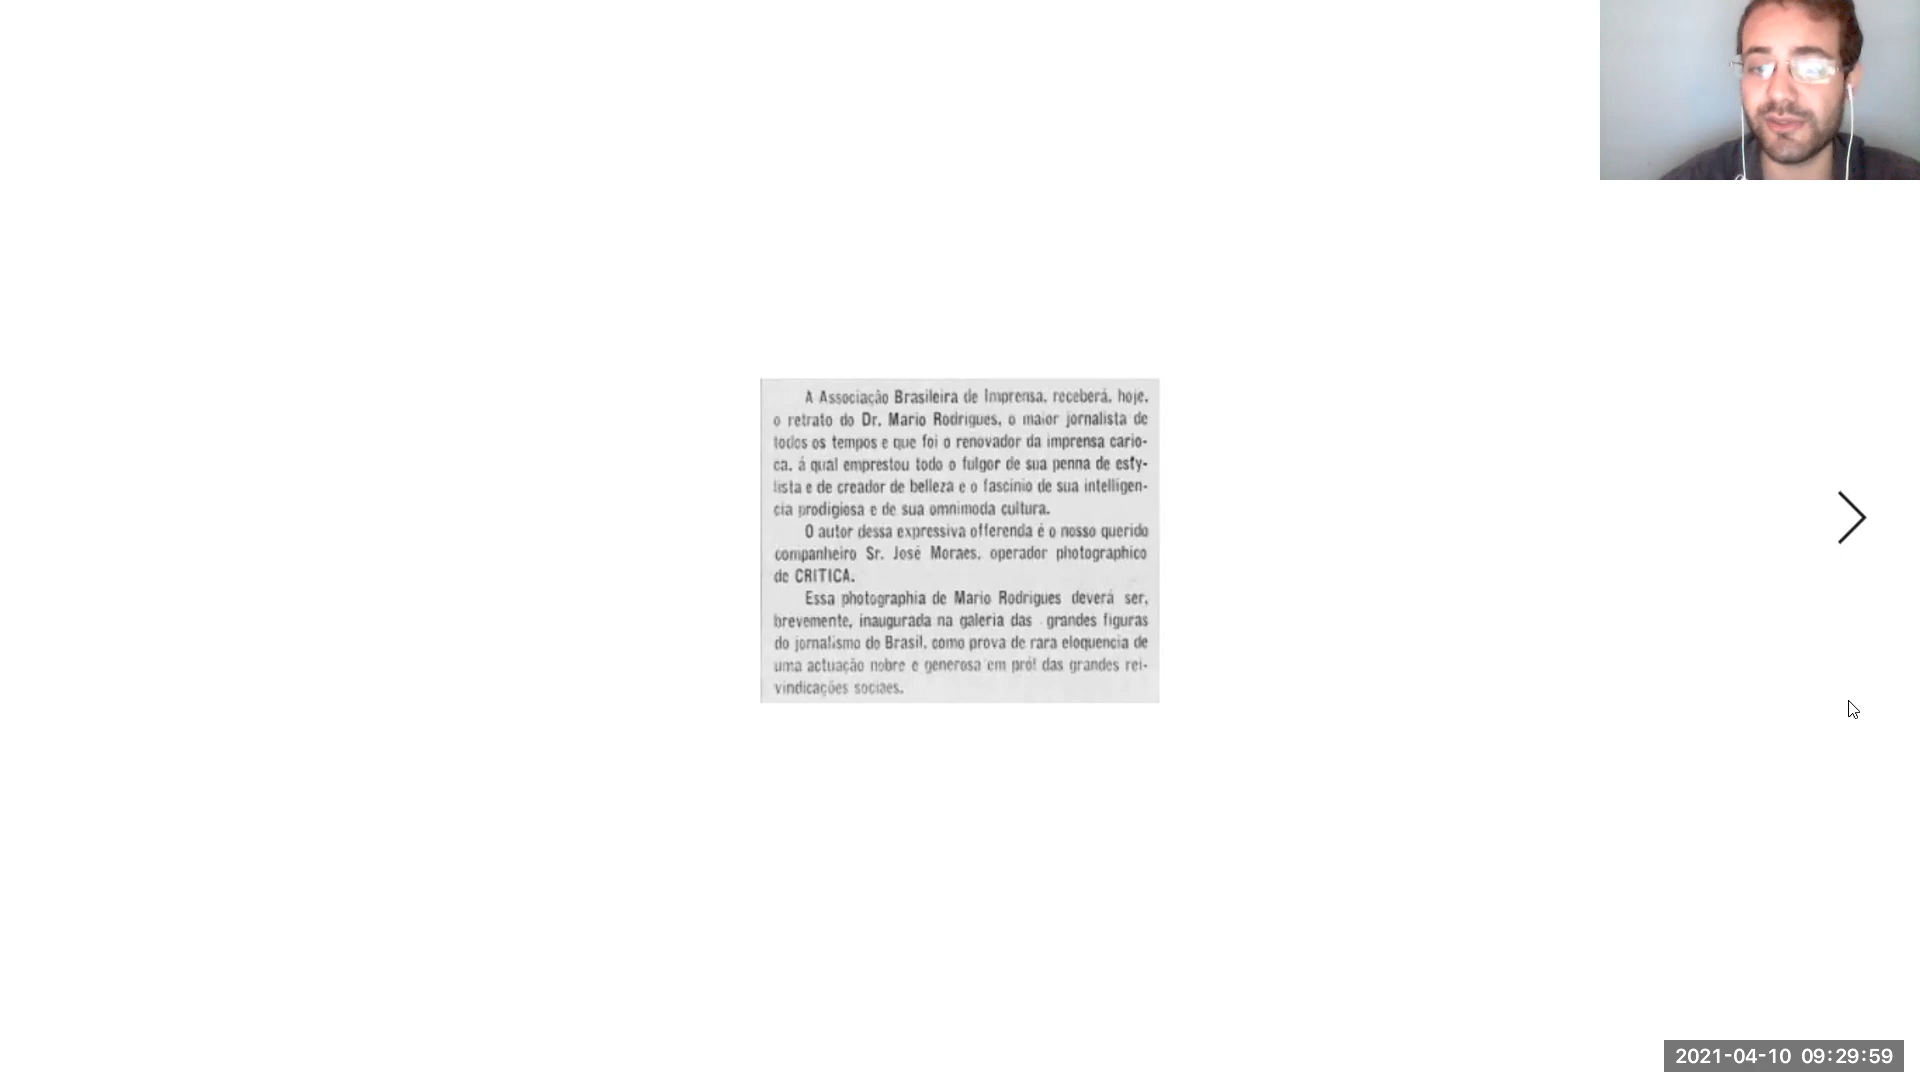 A Associação Brasileira de Imprensa, receberá, hoje,
o retrato do Dr. Mario Rodrigues, o maior jornalista de
todos os tempos e que foi o renovador da imprensa cario-
ca, á qual emprestou todo o fulgor de sua penna de esty-
lista e de creador de belleza e o fascinio de sua intelligen-
cia prodigiosa e de sua omnimoda cultura.
O autor dessa expressiva offerenda é o nosso querido
companheiro Sr. José Moraes, operador photographico
de CRITICA.
Essa photographia de Mario Rodrigues deverá ser,
brevemente, inaugurada na galeria das grandes figuras
do jornalismo do Brasil, como prova de rara eloquencia de
uma actuação nobre e generosa em pról das grandes rei-
vindicações sociaes.
2021-04-10 09:29:59